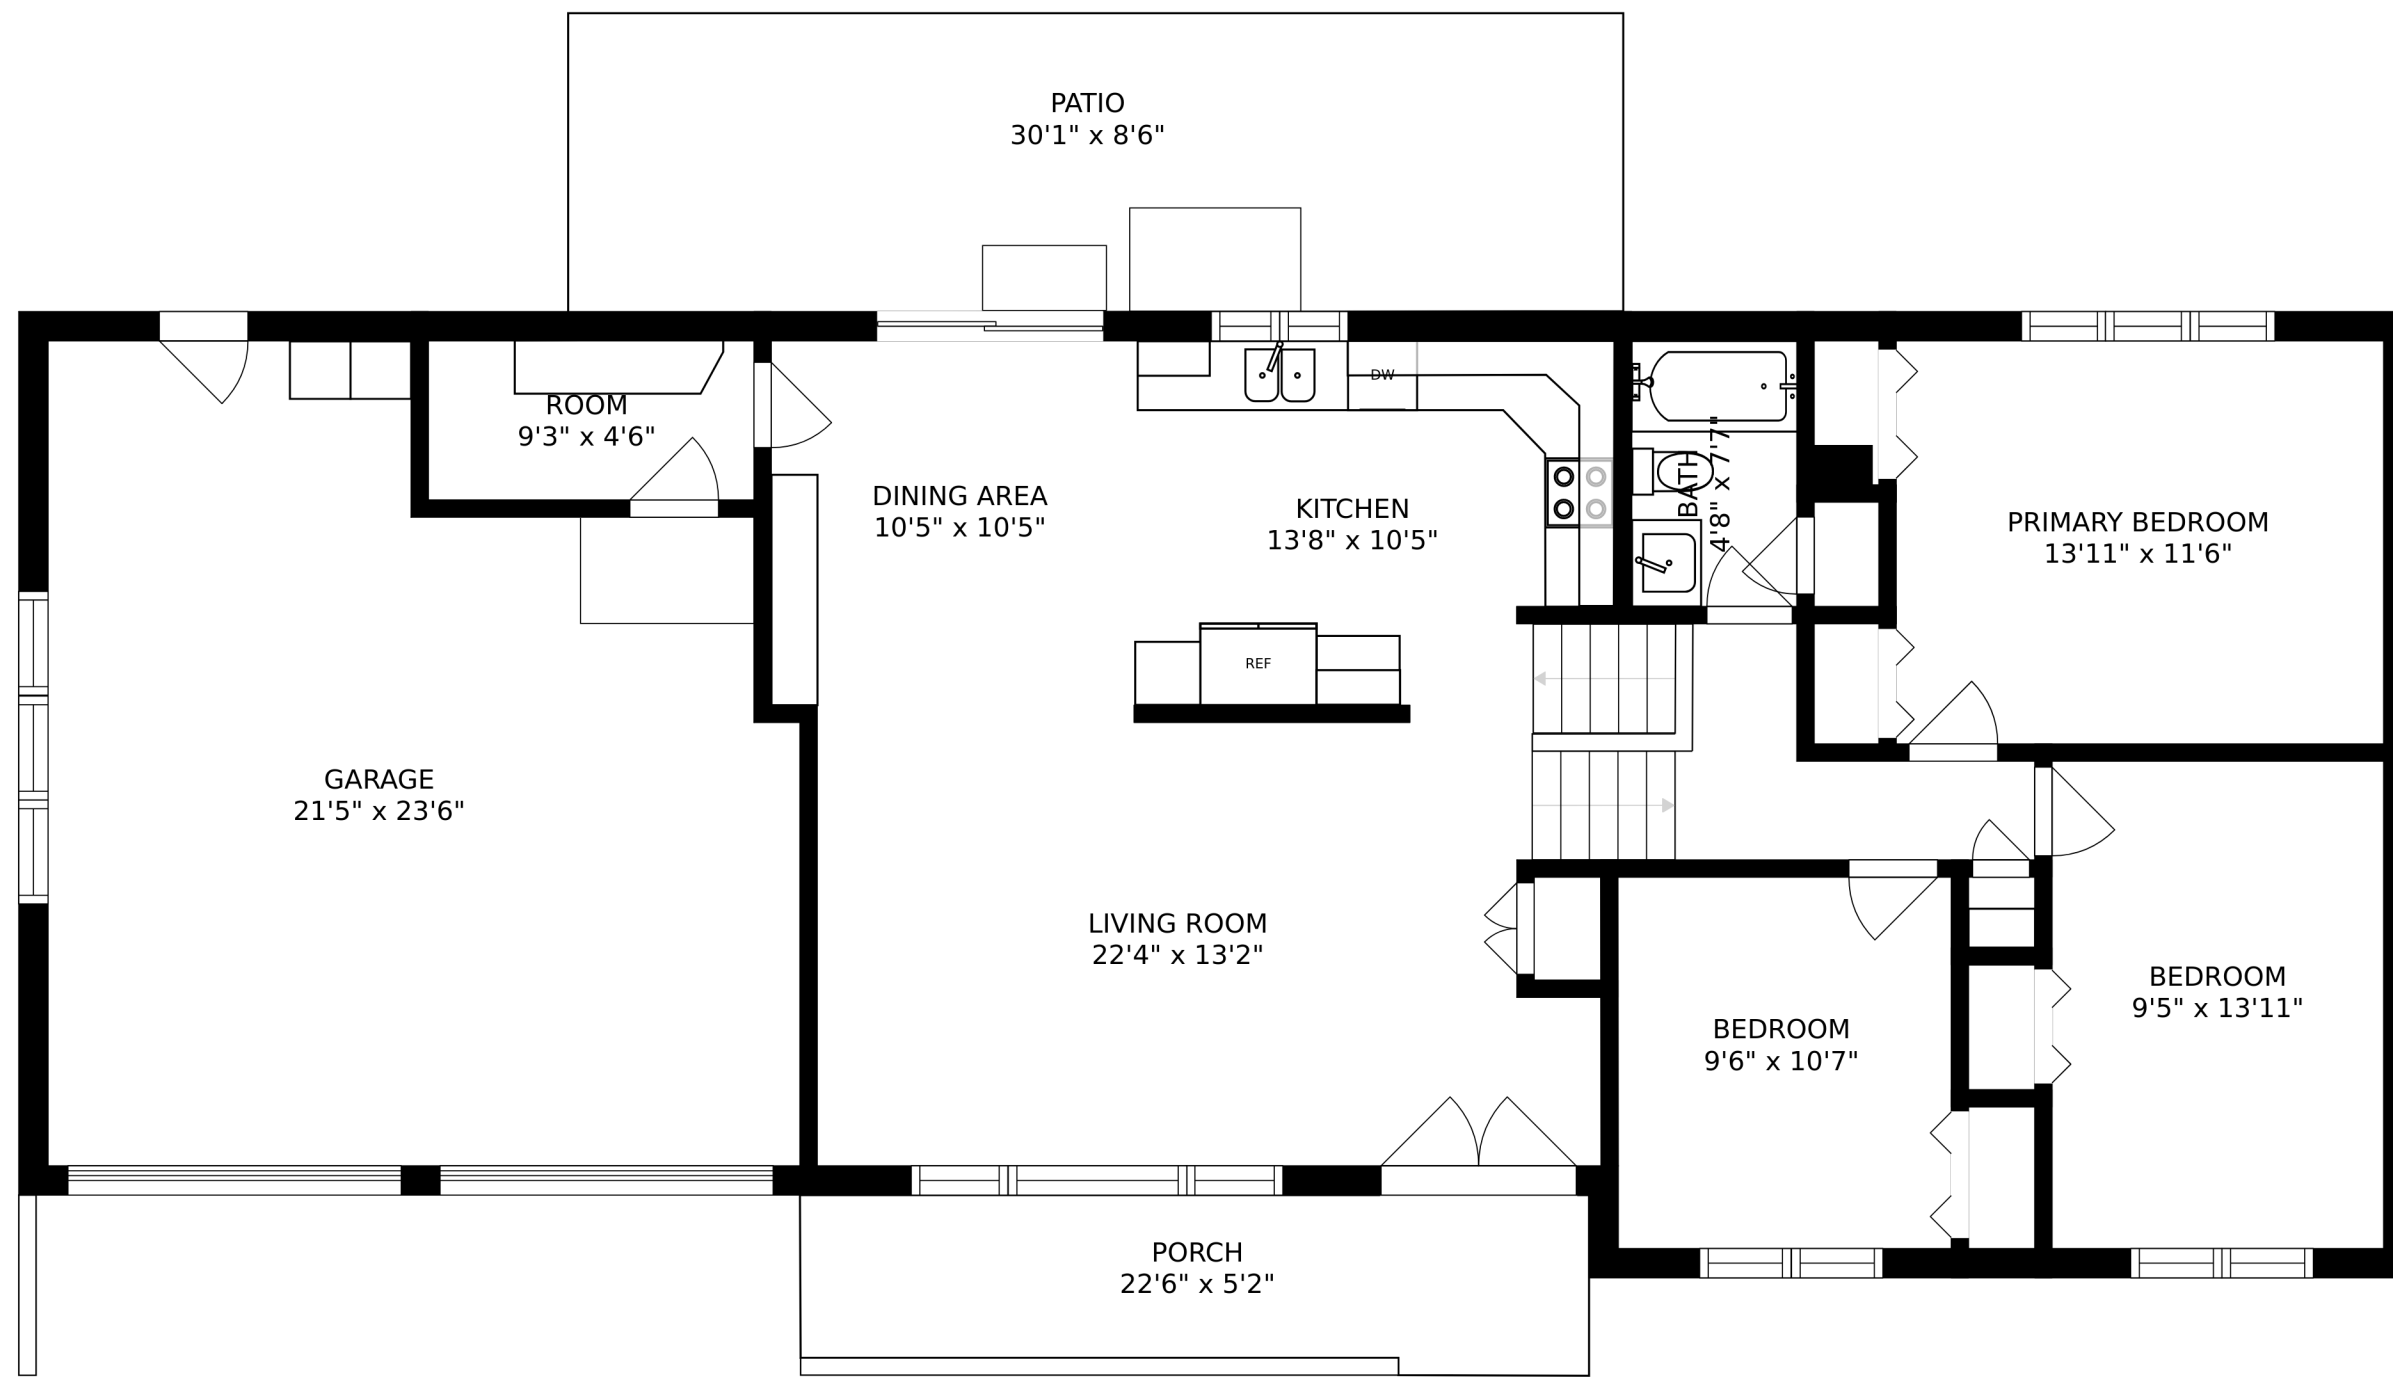 PATIO
30'1" x 8'6"
ROOM
9'3" x 4'6"
DW
DINING AREA
10'5" x 10'5"
KITCHEN
13'8" x 10'5"
BATH
4'8" x 7'7"
PRIMARY BEDROOM
13'11" x 11'6"
REF
GARAGE
21'5" x 23'6"
LIVING ROOM
22'4" x 13'2"
BEDROOM
9'6" x 10'7"
BEDROOM
9'5" x 13'11"
PORCH
22'6" x 5'2"